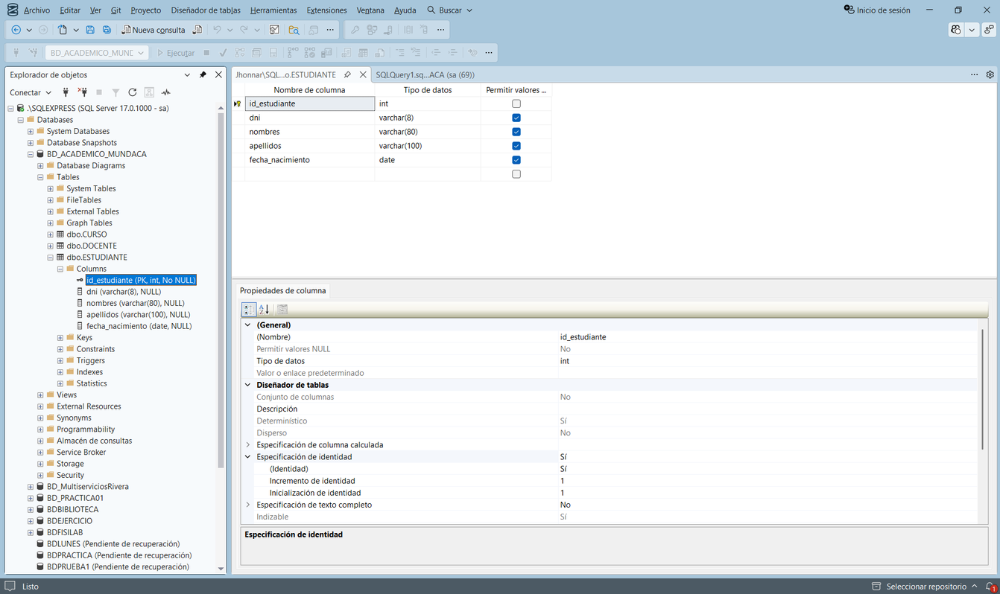 Archivo Editar Ver Git Proyecto Diseñador de tablas Herramientas Extensiones Ventana Ayuda Buscar Inicio de sesión
Nueva consulta
BD_ACADEMICO_MUNDE Ejecutar
Explorador de objetos
Conectar
.\SQLEXPRESS (SQL Server 17.0.1000 - sa)
Databases
System Databases
Database Snapshots
BD_ACADEMICO_MUNDACA
Database Diagrams
Tables
System Tables
FileTables
External Tables
Graph Tables
dbo.CURSO
dbo.DOCENTE
dbo.ESTUDIANTE
Columns
id_estudiante (PK, int, No NULL)
dni (varchar(8), NULL)
nombres (varchar(80), NULL)
apellidos (varchar(100), NULL)
fecha_nacimiento (date, NULL)
Keys
Constraints
Triggers
Indexes
Statistics
Views
External Resources
Synonyms
Programmability
Almacén de consultas
Service Broker
Storage
Security
BD_MultiserviciosRivera
BD_PRACTICA01
BDBIBLIOTECA
BDEJERCICIO
BDFISILAB
BDLUNES (Pendiente de recuperación)
BDPRACTICA (Pendiente de recuperación)
BDPRUEBA1 (Pendiente de recuperación)
Jhonnar\SQL...o.ESTUDIANTE SQLQuery1.sq...ACA (sa (69))
Nombre de columna Tipo de datos Permitir valores ...
id_estudiante int
dni varchar(8)
nombres varchar(80)
apellidos varchar(100)
fecha_nacimiento date
Propiedades de columna
(General)
(Nombre) id_estudiante
Permitir valores NULL No
Tipo de datos int
Valor o enlace predeterminado
Diseñador de tablas
Conjunto de columnas No
Descripción
Determinístico Sí
Disperso No
Especificación de columna calculada
Especificación de identidad Sí
(Identidad) Sí
Incremento de identidad 1
Inicialización de identidad 1
Especificación de texto completo No
Indizable Sí
Especificación de identidad
Listo Seleccionar repositorio 1